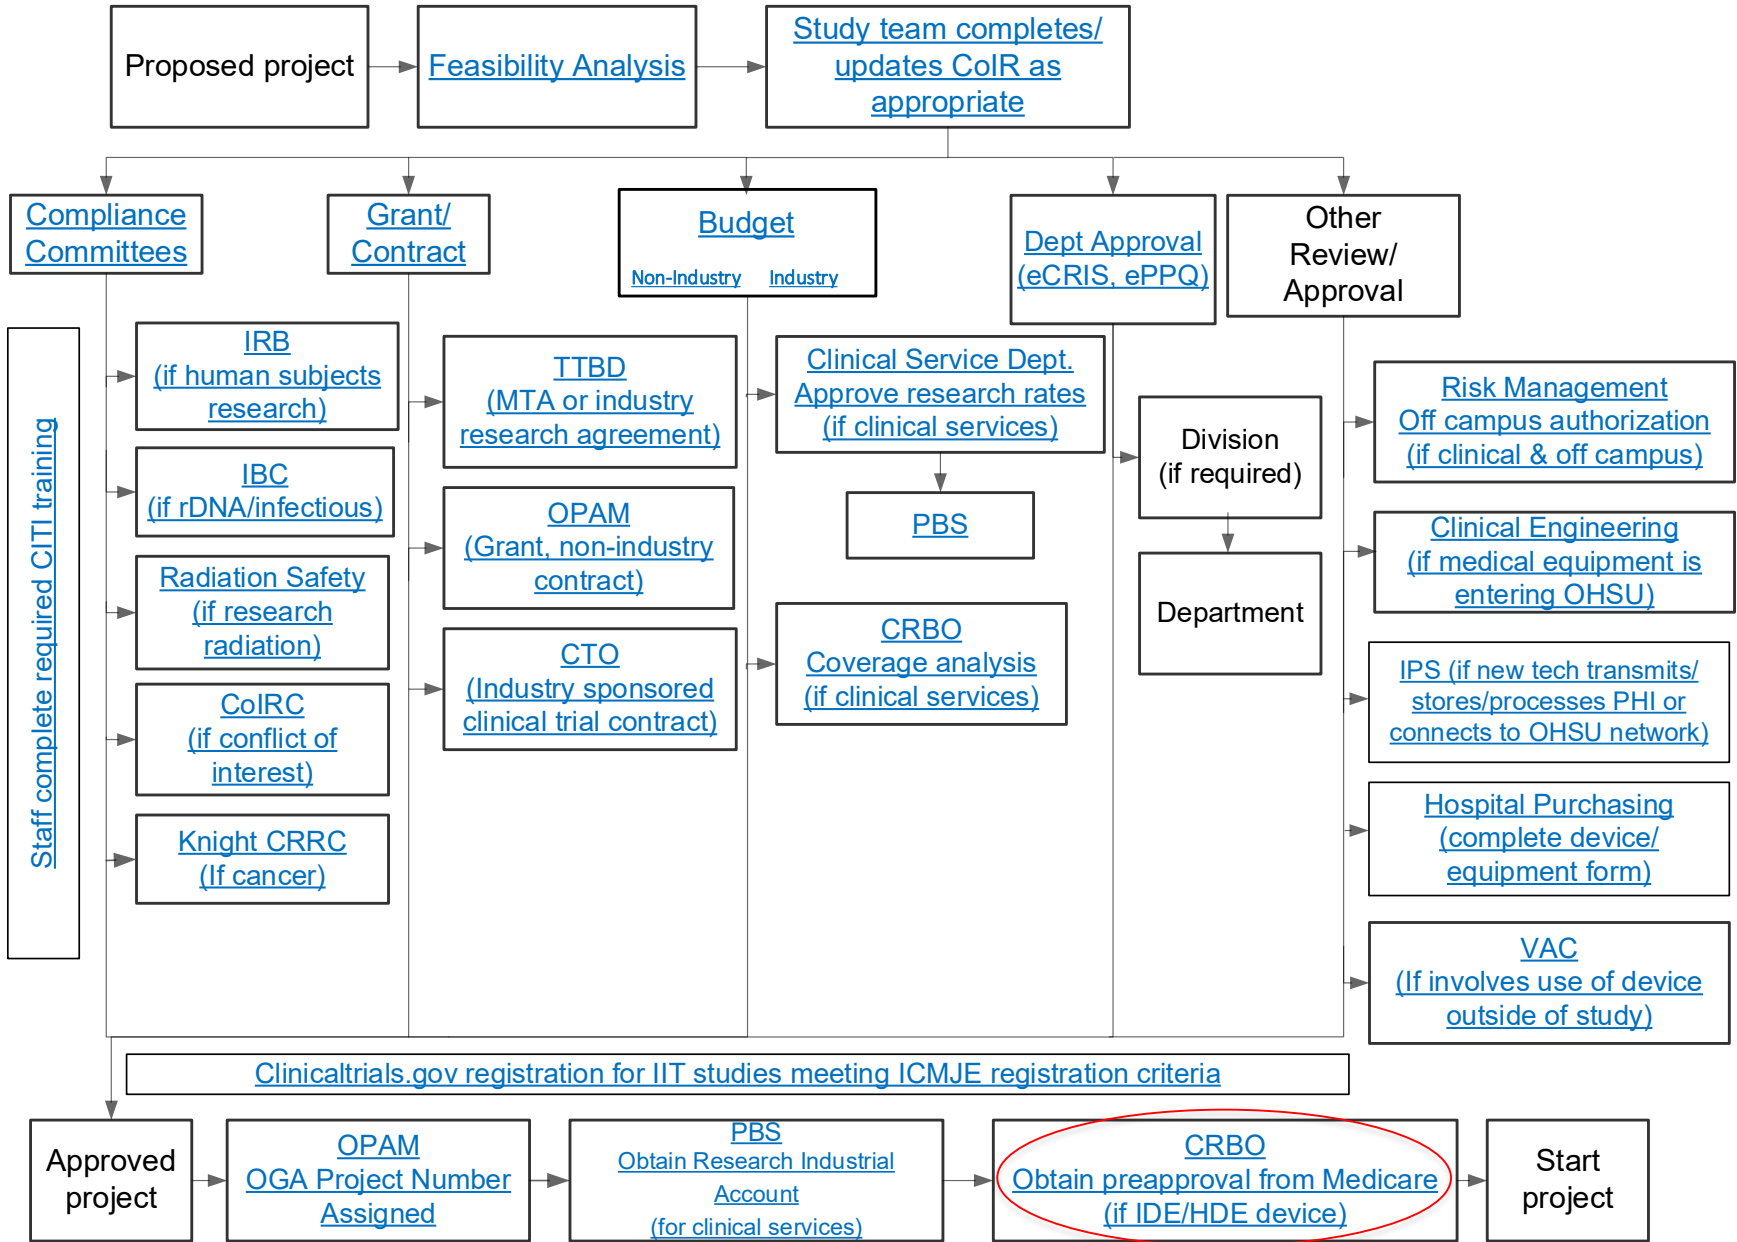 Proposed project
Feasibility Analysis
Study team completes/
updates CoIR as
appropriate
Compliance
Committees
Grant/
Contract
Budget
Non-Industry Industry
Dept Approval
(eCRIS, ePPQ)
Other
Review/
Approval
Staff complete required CITI training
IRB
(if human subjects
research)
IBC
(if rDNA/infectious)
Radiation Safety
(if research
radiation)
CoIRC
(if conflict of
interest)
Knight CRRC
(If cancer)
TTBD
(MTA or industry
research agreement)
OPAM
(Grant, non-industry
contract)
CTO
(Industry sponsored
clinical trial contract)
Clinical Service Dept.
Approve research rates
(if clinical services)
PBS
CRBO
Coverage analysis
(if clinical services)
Division
(if required)
Department
Risk Management
Off campus authorization
(if clinical & off campus)
Clinical Engineering
(if medical equipment is
entering OHSU)
IPS (if new tech transmits/
stores/processes PHI or
connects to OHSU network)
Hospital Purchasing
(complete device/
equipment form)
VAC
(If involves use of device
outside of study)
Clinicaltrials.gov registration for IIT studies meeting ICMJE registration criteria
Approved
project
OPAM
OGA Project Number
Assigned
PBS
Obtain Research Industrial
Account
(for clinical services)
CRBO
Obtain preapproval from Medicare
(if IDE/HDE device)
Start
project